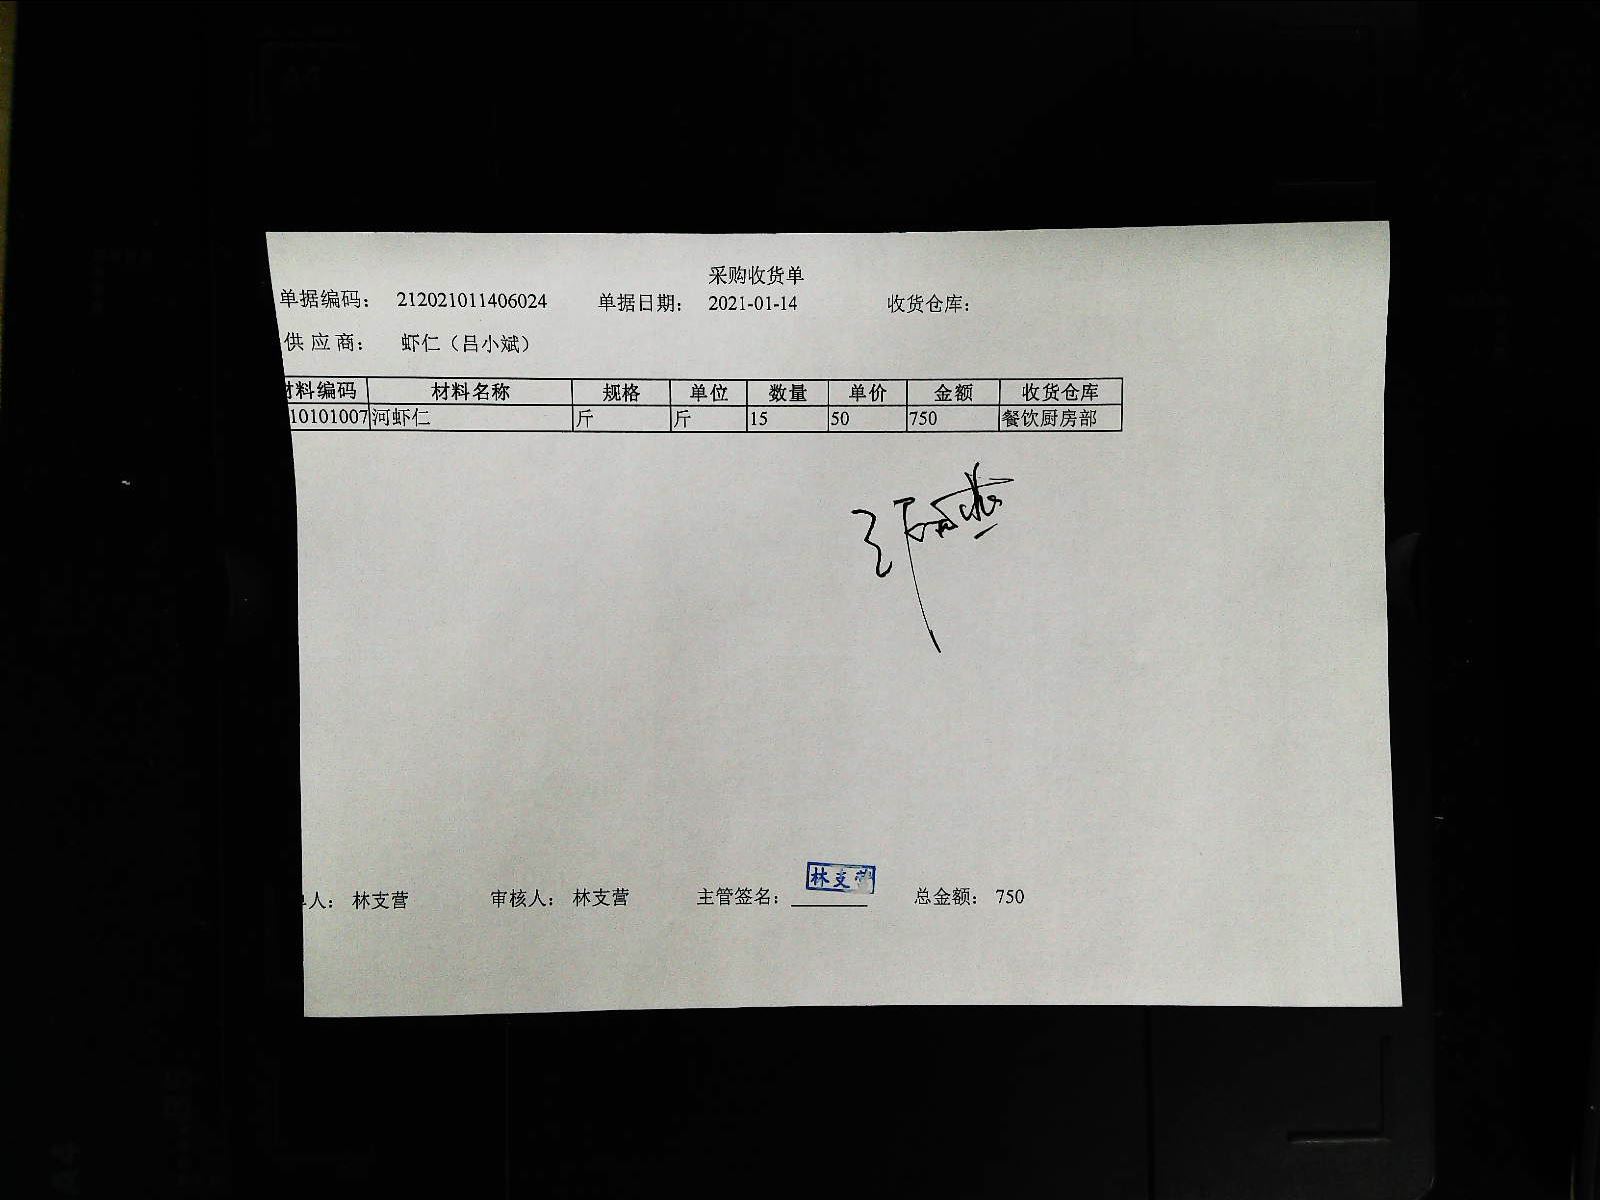 采购收货单
单据编码： 212021011406024 单据日期： 2021-01-14 收货仓库：
供应商： 虾仁（吕小斌）
材料编码 材料名称 规格 单位 数量 单价 金额 收货仓库
10101007 河虾仁 斤 斤 15 50 750 餐饮厨房部
林支营
人： 林支营 审核人： 林支营 主管签名： 总金额： 750